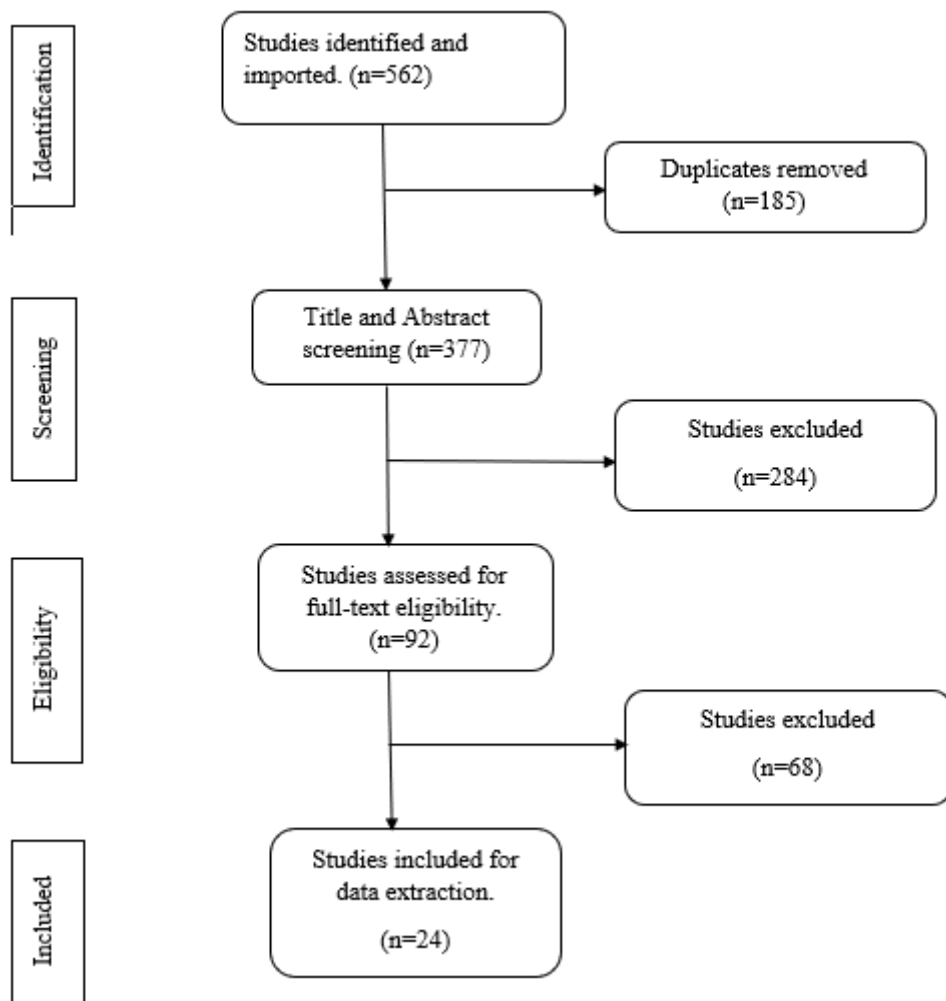 Identification
Studies identified and
imported. (n=562)
Duplicates removed
(n=185)
Screening
Title and Abstract
screening (n=377)
Studies excluded
(n=284)
Eligibility
Studies assessed for
full-text eligibility.
(n=92)
Studies excluded
(n=68)
Included
Studies included for
data extraction.
(n=24)